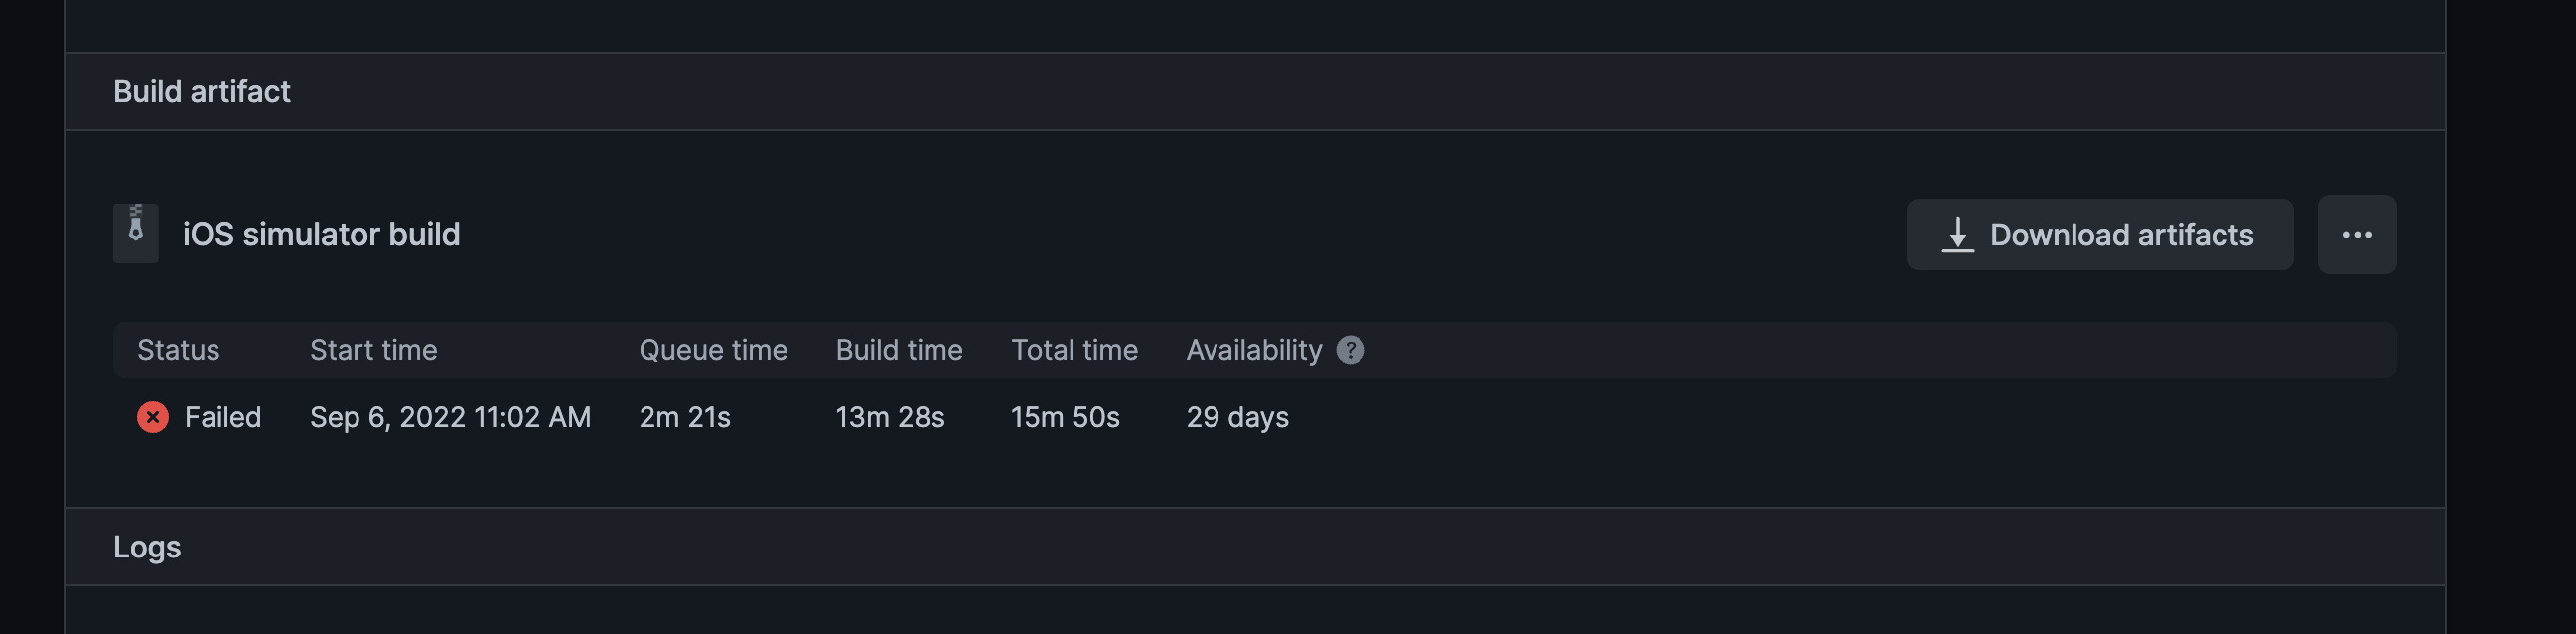 Build artifact
iOS simulator build
Download artifacts
Status Start time Queue time Build time Total time Availability ?
Failed Sep 6, 2022 11:02 AM 2m 21s 13m 28s 15m 50s 29 days
Logs